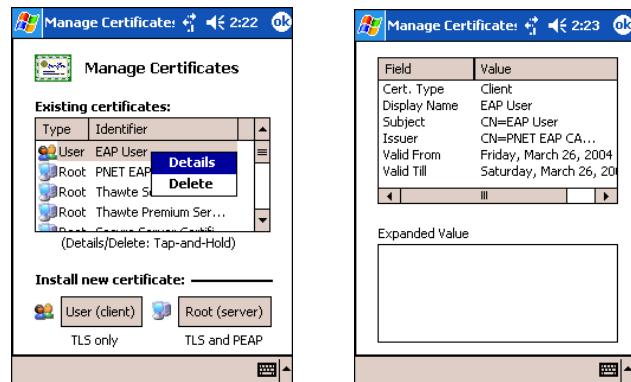 Manage Certificate: 2:22 ok
Manage Certificates
Existing certificates:
Type Identifier
User EAP User
Details
Delete
Root PNET EAP
Root Thawte S
Root Thawte Premium Ser...
Root Secure Server Certifi
(Details/Delete: Tap-and-Hold)
Install new certificate:
User (client) Root (server)
TLS only TLS and PEAP
Manage Certificate: 2:23 ok
Field Value
Cert. Type Client
Display Name EAP User
Subject CN=EAP User
Issuer CN=PNET EAP CA...
Valid From Friday, March 26, 2004
Valid Till Saturday, March 26, 20
Expanded Value